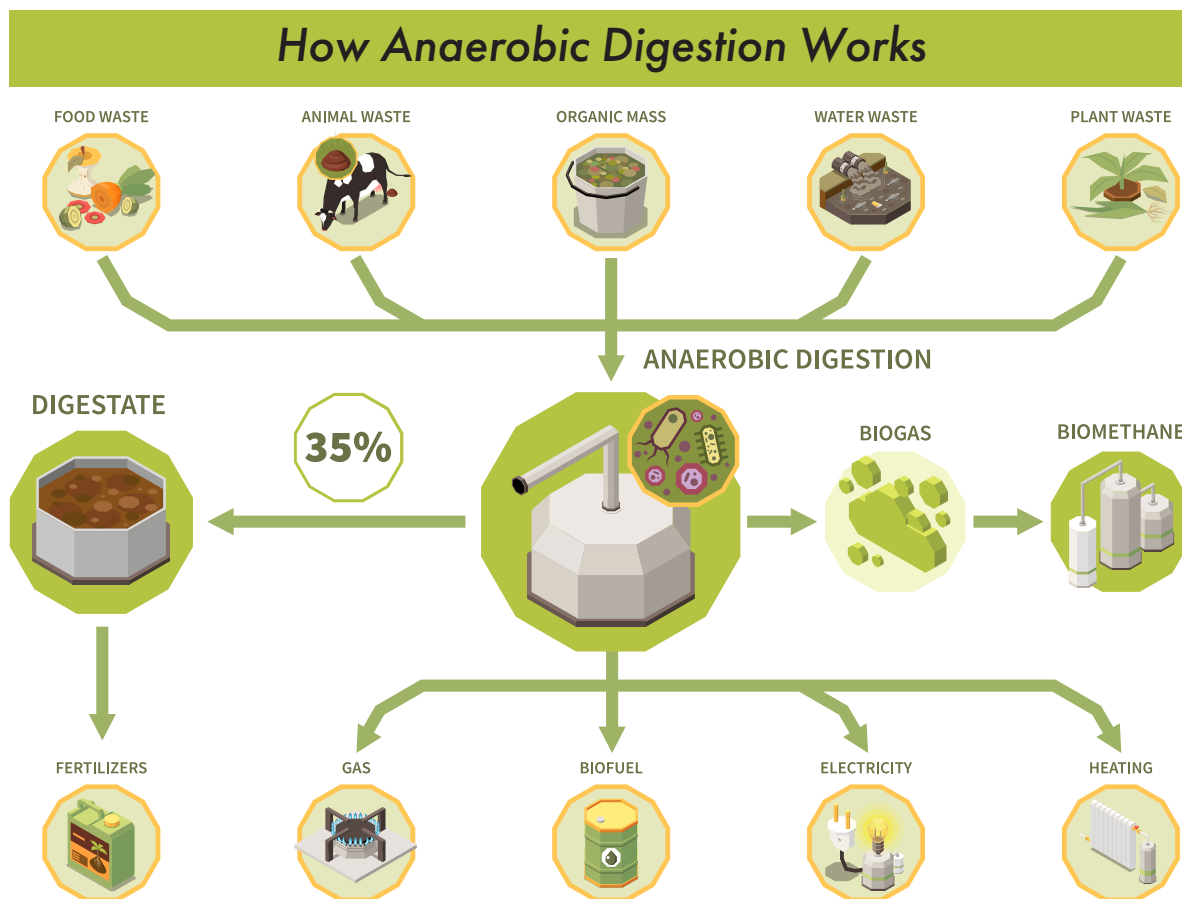 How Anaerobic Digestion Works
FOOD WASTE
ANIMAL WASTE
ORGANIC MASS
WATER WASTE
PLANT WASTE
ANAEROBIC DIGESTION
DIGESTATE
35%
BIOGAS
BIOMETHANE
FERTILIZERS
GAS
BIOFUEL
ELECTRICITY
HEATING